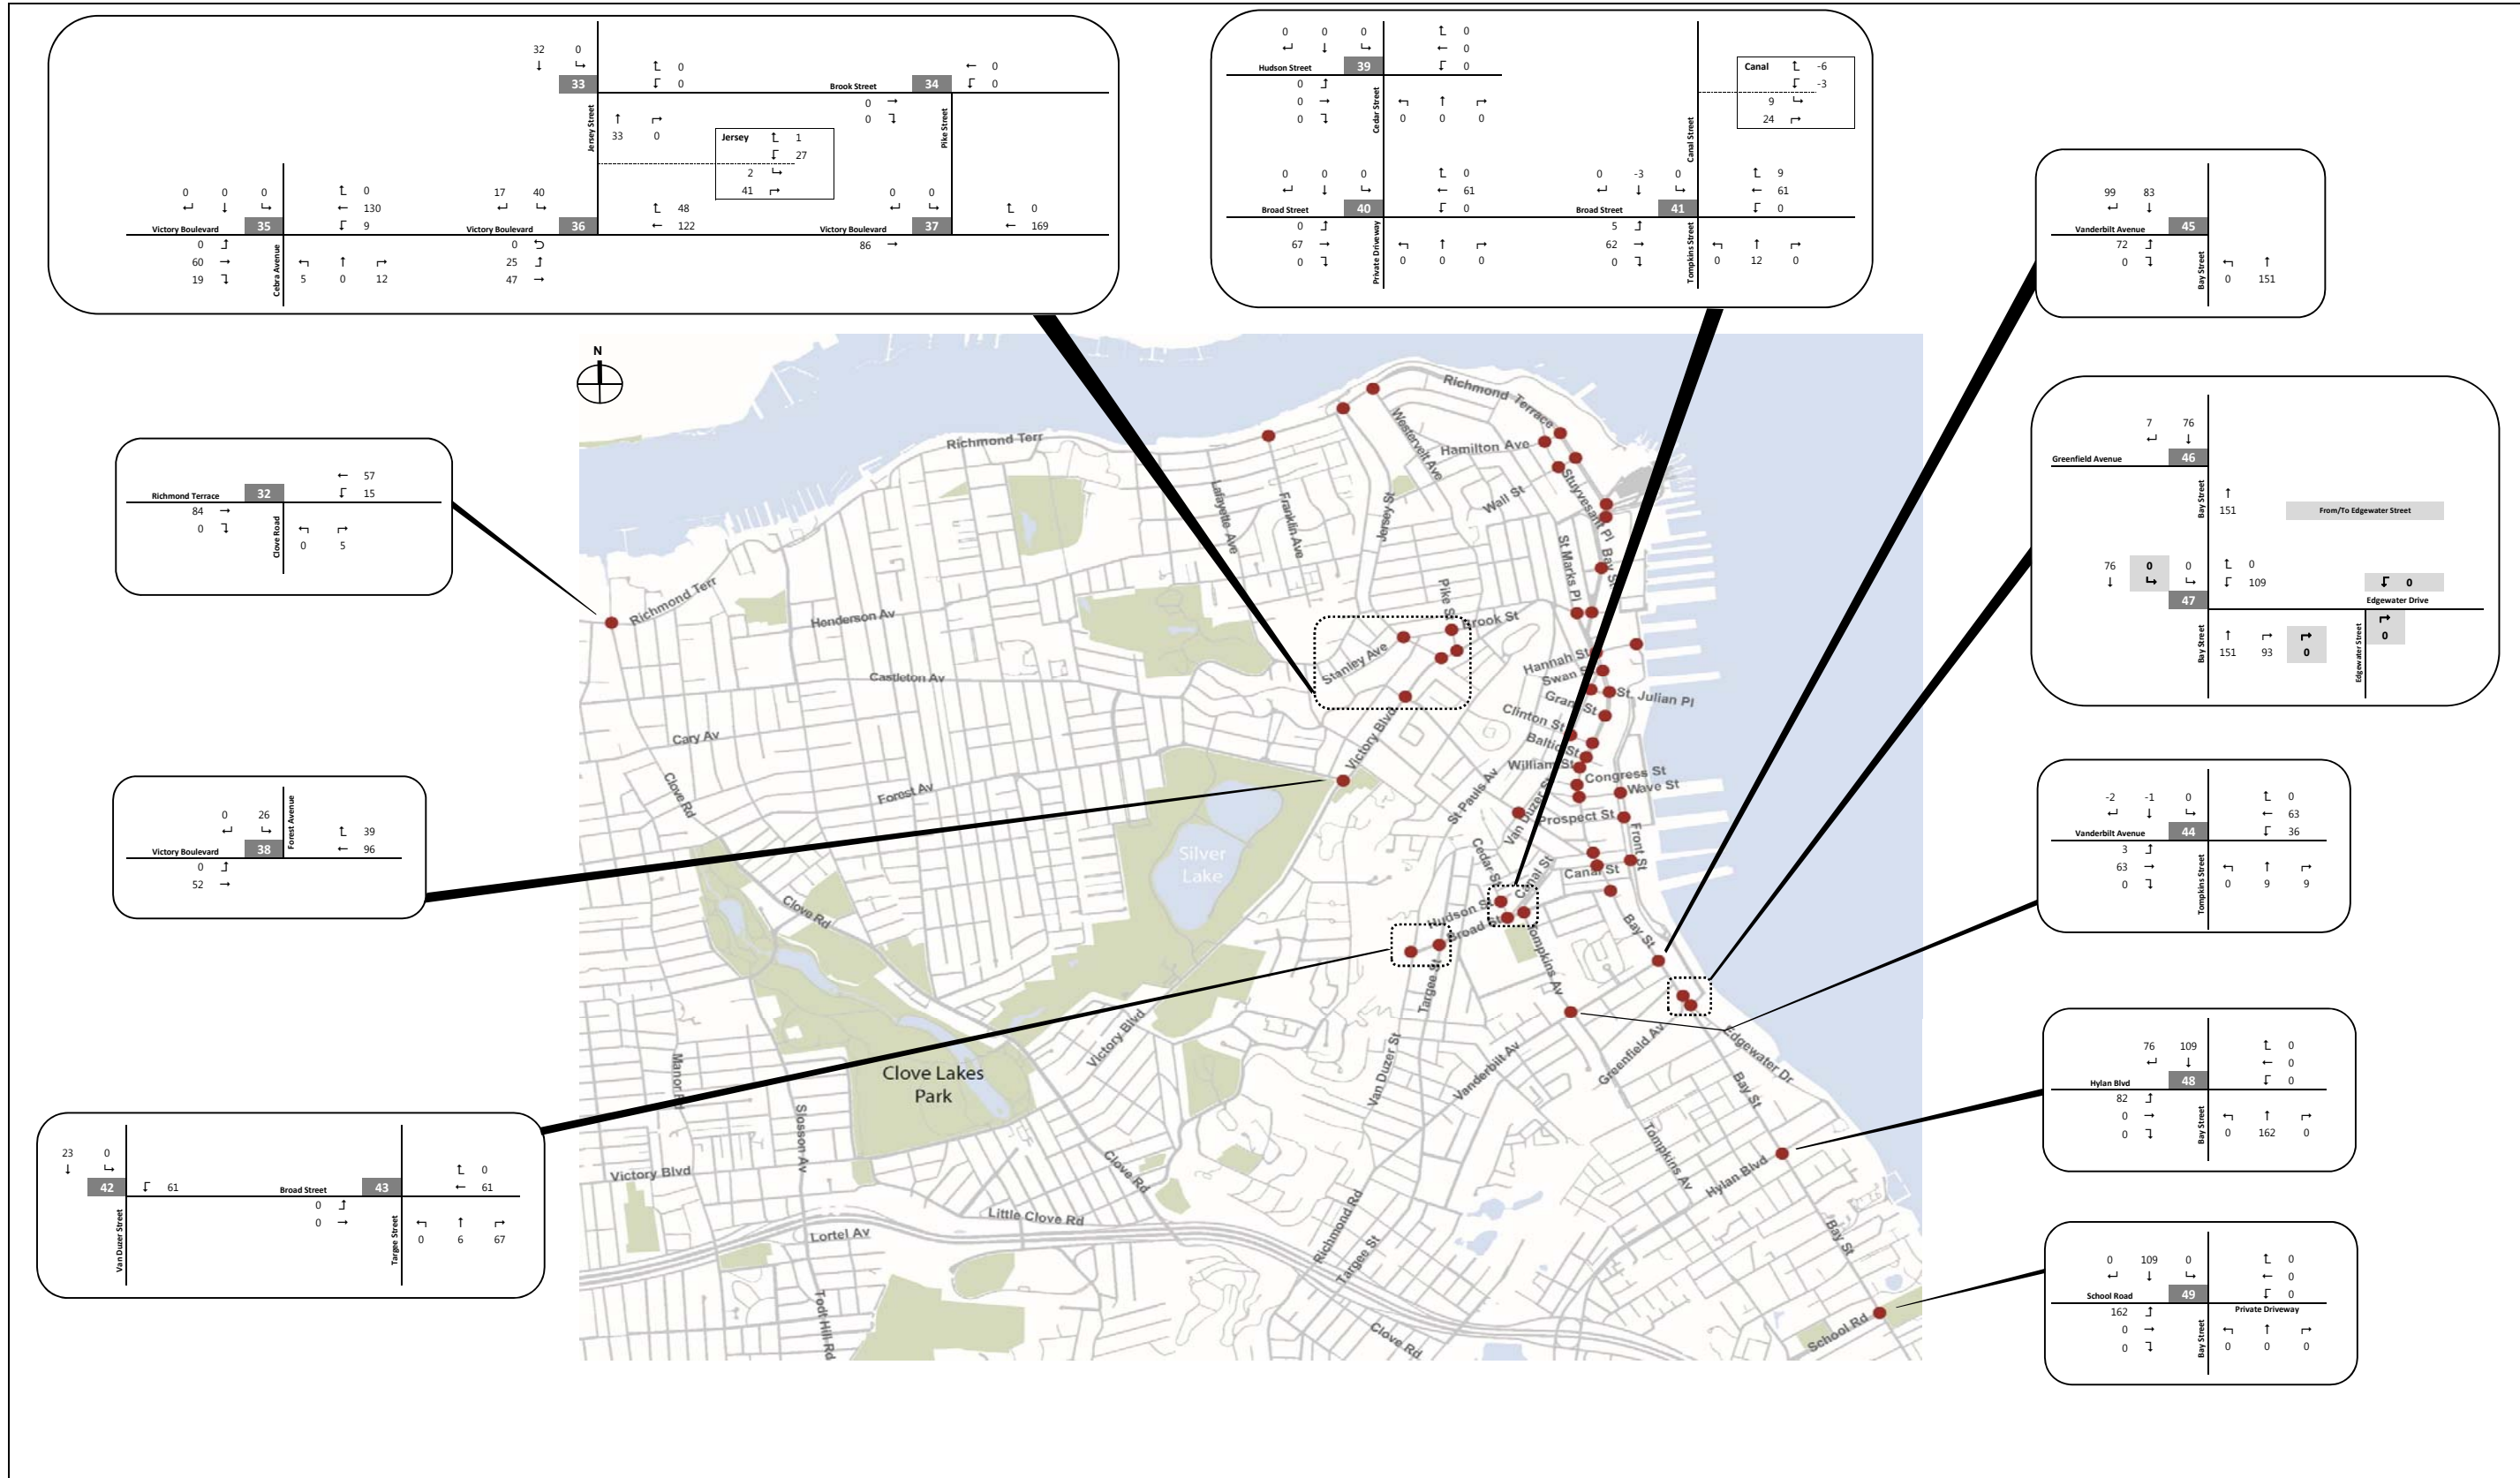 32 0
↓ ↳
33
↑ 0
↙ 0
Jersey Street
↑ ↱
33 0
Brook Street
34
← 0
↙ 0
0 →
0 ↴
Pike Street
Jersey ↑ 1
↙ 27
2 ↳
41 ↱
0 0 0
↵ ↓ ↳
Victory Boulevard
35
↑ 0
← 130
↙ 9
0 ↑
60 →
19 ↴
Cebra Avenue
↰ ↑ ↱
5 0 12
17 40
↵ ↳
Victory Boulevard
36
↑ 48
← 122
0 ⊃
25 ↑
47 →
0 0
↵ ↳
Victory Boulevard
37
↑ 0
← 169
86 →
0 0 0
↵ ↓ ↳
Hudson Street
39
↑ 0
← 0
↙ 0
0 ↑
0 →
0 ↴
Cedar Street
↰ ↑ ↱
0 0 0
0 0 0
↵ ↓ ↳
Broad Street
40
↑ 0
← 61
↙ 0
0 ↑
67 →
0 ↴
Private Driveway
↰ ↑ ↱
0 0 0
Canal Street
Canal ↑ -6
↙ -3
9 ↳
24 ↱
0 -3 0
↵ ↓ ↳
Broad Street
41
↑ 9
← 61
↙ 0
5 ↑
62 →
0 ↴
Tompkins Street
↰ ↑ ↱
0 12 0
99 83
↵ ↓
Vanderbilt Avenue
45
72 ↑
0 ↴
Bay Street
↰ ↑
0 151
7 76
↵ ↓
Greenfield Avenue
46
Bay Street
↑
151
From/To Edgewater Street
76 0 0
↓ ↳ ↳
47
↑ 0
↙ 109
↙ 0
Edgewater Drive
Bay Street
↑ ↱ ↱
151 93 0
Edgewater Street
↱
0
← 57
Richmond Terrace
32
↙ 15
84 →
0 ↴
Clove Road
↰ ↱
0 5
0 26
↵ ↳
Forest Avenue
Victory Boulevard
38
↑ 39
← 96
0 ↑
52 →
23 0
↓ ↳
42
↙ 61
Van Duzer Street
Broad Street
43
↑ 0
← 61
0 ↑
0 →
Targee Street
↰ ↑ ↱
0 6 67
-2 -1 0
↵ ↓ ↳
Vanderbilt Avenue
44
↑ 0
← 63
↙ 36
3 ↑
63 →
0 ↴
Tompkins Street
↰ ↑ ↱
0 9 9
76 109
↵ ↓
Hylan Blvd
48
↑ 0
← 0
↙ 0
82 ↑
0 →
0 ↴
Bay Street
↰ ↑ ↱
0 162 0
0 109 0
↵ ↓ ↳
School Road
49
↑ 0
← 0
↙ 0
Private Driveway
162 ↑
0 →
0 ↴
Bay Street
↰ ↑ ↱
0 0 0
N
Richmond Terrace
Richmond Terr
Westervelt Ave
Hamilton Ave
Stuyvesant Pl
Wall St
Lafayette Ave
Franklin Ave
Jersey St
St Marks Pl
Bay St
Richmond Terr
Henderson Av
Pike St
Brook St
Stanley Ave
Hannah St
Swan S
Castleton Av
St. Julian Pl
Grant St
Clinton St
Cary Av
Victory Blvd
Baltic St
William St
Congress St
Wave St
Clove Rd
Forest Av
St Pauls Av
Van Duzer St
Prospect St
Front St
Silver
Lake
Cedar St
Canal St
Canal St
Clove Rd
Hudson St
Broad St
Bay St
Tompkins Av
Targee St
Victory Blvd
Manor Rd
Clove Lakes
Park
Van Duzer St
Vanderbilt Av
Greenfield Av
Edgewater Dr
Bay St
Slosson Av
Tompkins Av
Hylan Blvd
Victory Blvd
Clove Rd
Little Clove Rd
Richmond Rd
Lortel Av
Targee St
Bay St
Todt Hill Rd
Clove Rd
School Rd